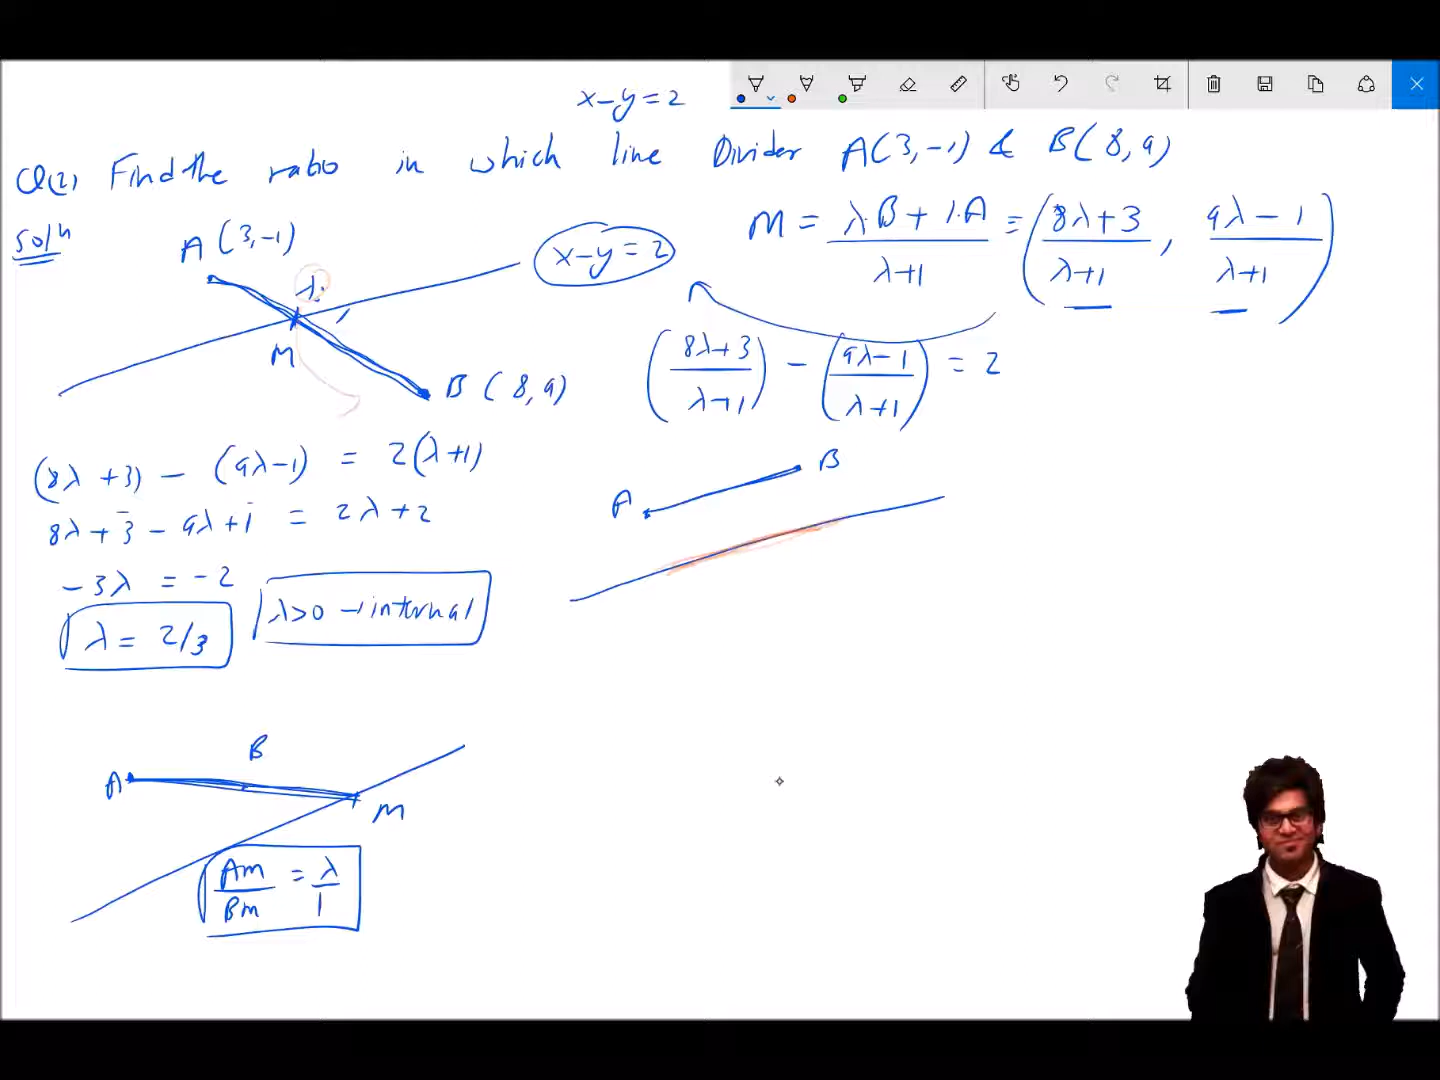 x-y=2
Q(2) Find the ratio in which line Divider A(3,-1) & B(8,9)
Soln
A (3,-1)
x-y=2
M = λ.B+1.A / λ+1 = (8λ+3 / λ+1, 9λ-1 / λ+1)
λ
M
B (8,9)
(8λ+3 / λ+1) - (9λ-1 / λ+1) = 2
(8λ+3) - (9λ-1) = 2(λ+1)
8λ+3-9λ+1 = 2λ+2
-3λ = -2
λ = 2/3
λ>0 → internal
A
B
A
B
M
Am / Bm = λ / 1